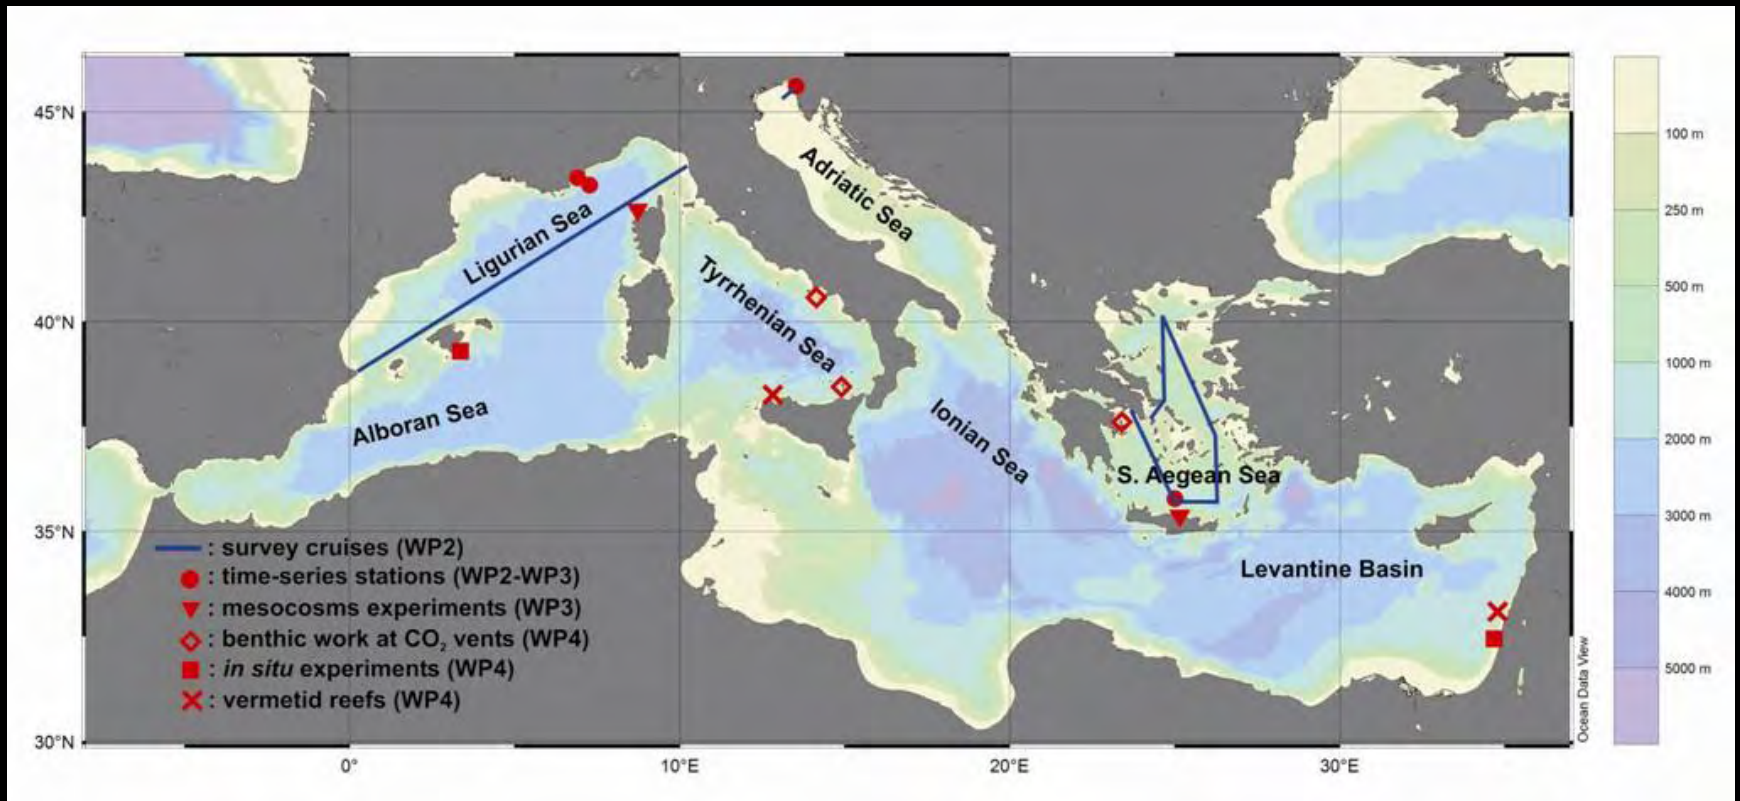 45°N
40°N
35°N
30°N
0°
10°E
20°E
30°E
Adriatic Sea
Ligurian Sea
Tyrrhenian Sea
Alboran Sea
Ionian Sea
S. Aegean Sea
Levantine Basin
: survey cruises (WP2)
: time-series stations (WP2-WP3)
: mesocosms experiments (WP3)
: benthic work at CO₂ vents (WP4)
: in situ experiments (WP4)
: vermetid reefs (WP4)
Ocean Data View
100 m
250 m
500 m
1000 m
2000 m
3000 m
4000 m
5000 m